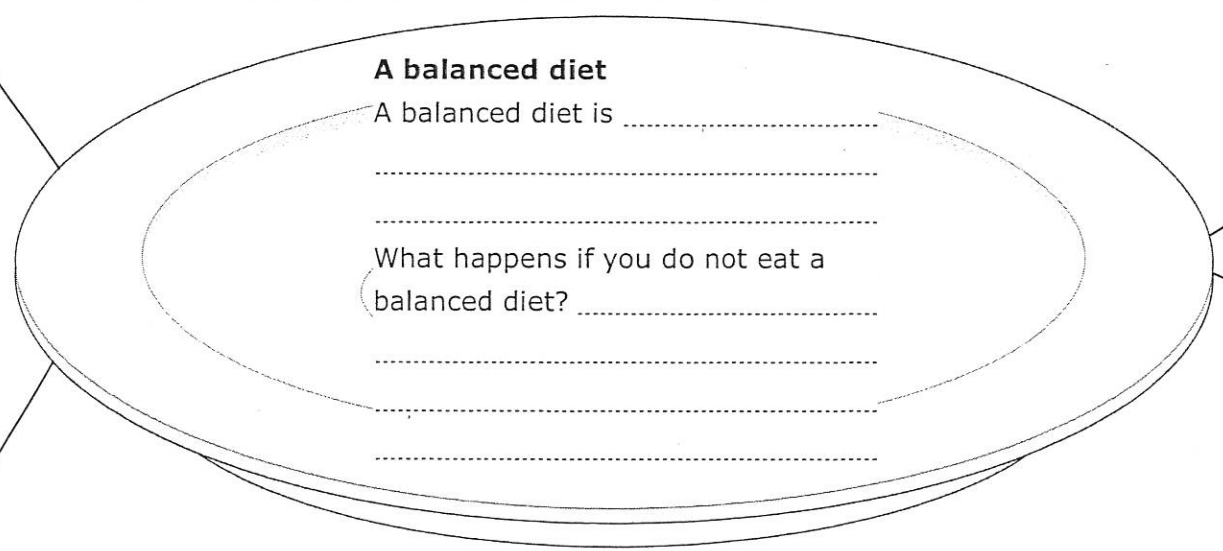 A balanced diet
A balanced diet is
What happens if you do not eat a
balanced diet?